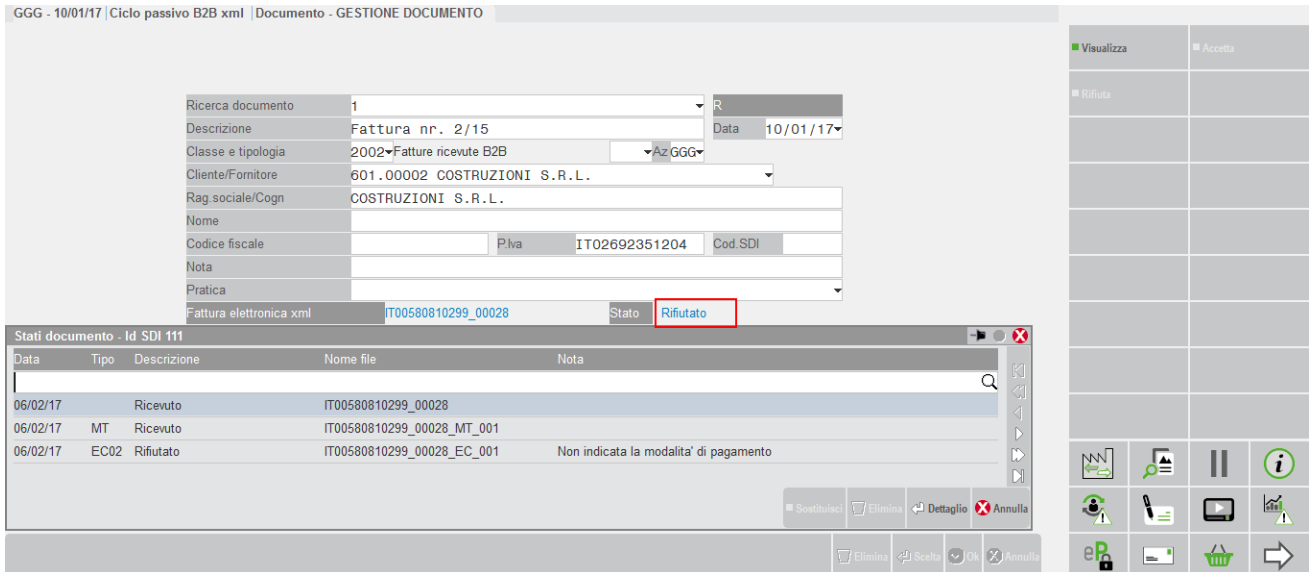 GGG - 10/01/17 | Ciclo passivo B2B xml | Documento - GESTIONE DOCUMENTO
Visualizza Accetta
Rifiuta
Ricerca documento 1 R
Descrizione Fattura nr. 2/15 Data 10/01/17
Classe e tipologia 2002 Fatture ricevute B2B Az GGG
Cliente/Fornitore 601.00002 COSTRUZIONI S.R.L.
Rag.sociale/Cogn COSTRUZIONI S.R.L.
Nome
Codice fiscale P.Iva IT02692351204 Cod.SDI
Nota
Pratica
Fattura elettronica xml IT00580810299_00028 Stato Rifiutato
Stati documento - Id SDI 111
Data Tipo Descrizione Nome file Nota
06/02/17 Ricevuto IT00580810299_00028
06/02/17 MT Ricevuto IT00580810299_00028_MT_001
06/02/17 EC02 Rifiutato IT00580810299_00028_EC_001 Non indicata la modalita' di pagamento
Sostituisci Elimina Dettaglio Annulla
Elimina Scelta Ok Annulla
eP